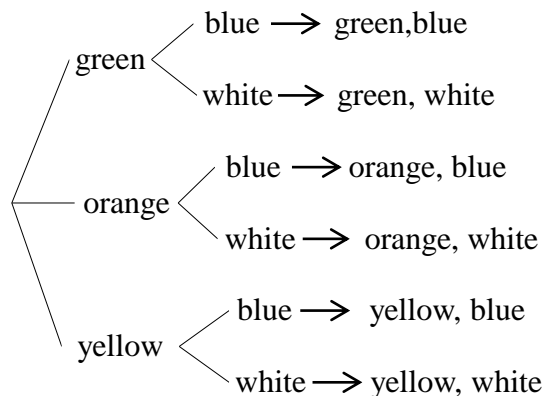 blue → green,blue
green
white → green, white
blue → orange, blue
orange
white → orange, white
blue → yellow, blue
yellow
white → yellow, white